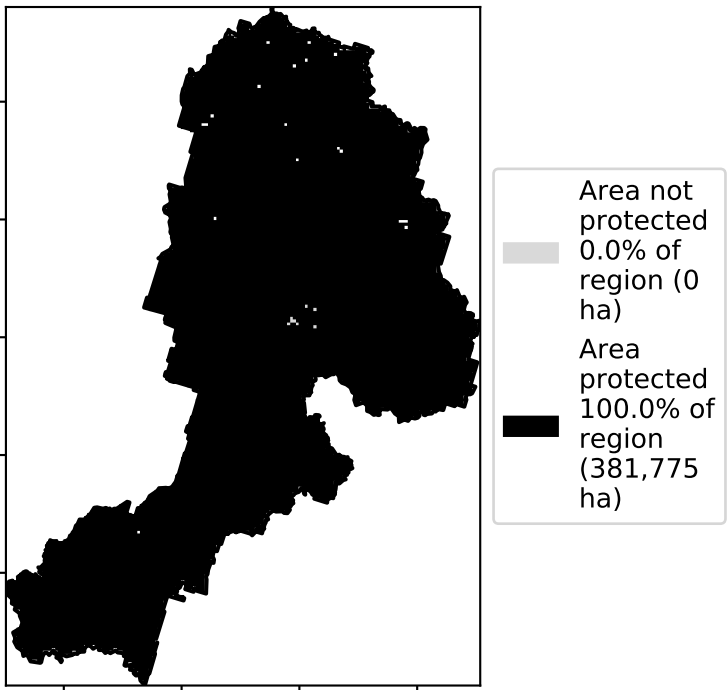 Area not
protected
0.0% of
region (0
ha)
Area
protected
100.0% of
region
(381,775
ha)